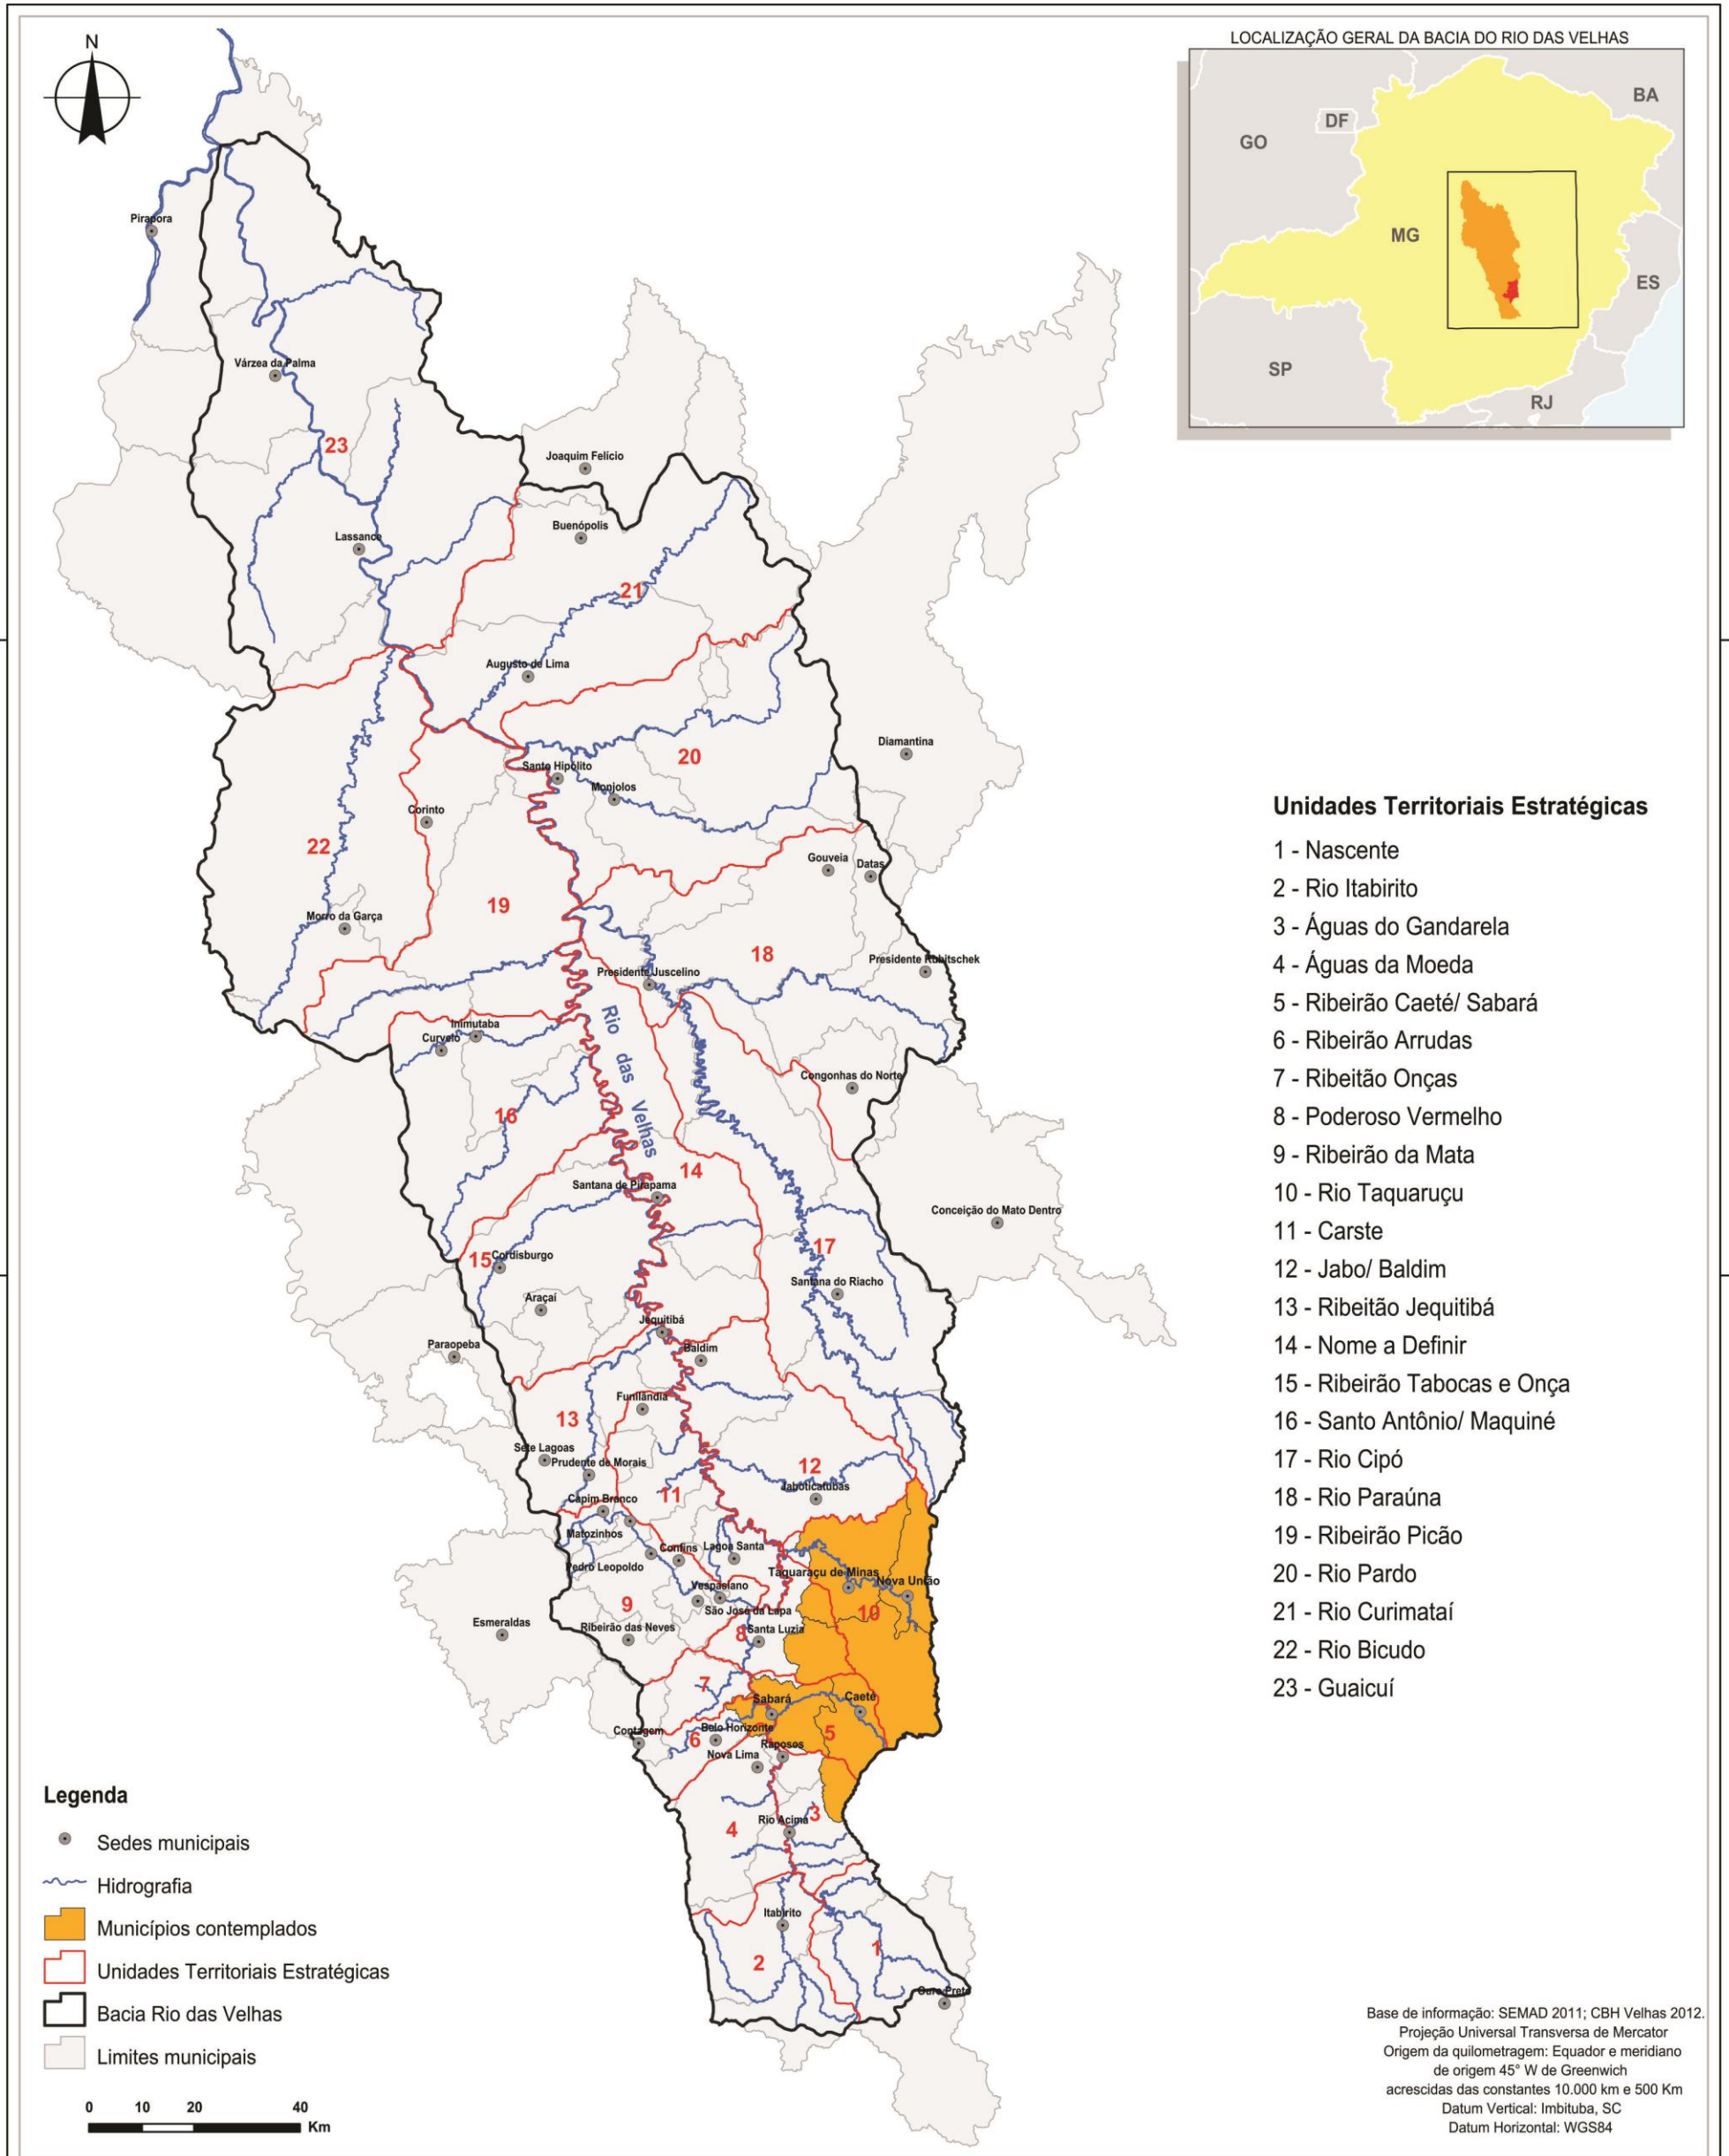 N
LOCALIZAÇÃO GERAL DA BACIA DO RIO DAS VELHAS
BA
DF
GO
MG
ES
SP
RJ
Pirapora
Várzea da Palma
23
Joaquim Felício
Buenópolis
Lassance
21
Augusto de Lima
Diamantina
20
Santo Hipólito
Monjolos
Corinto
22
Gouveia
Datas
19
Morro da Garça
18
Presidente Kubitschek
Presidente Juscelino
Rio das Velhas
Inimutaba
Curvelo
Congonhas do Norte
16
14
Santana de Pirapama
Conceição do Mato Dentro
17
15
Cordisburgo
Santana do Riacho
Araçaí
Jequitibá
Paraopeba
Baldim
Funilândia
13
Sete Lagoas
Prudente de Morais
12
Jaboticatubas
11
Capim Branco
Matozinhos
Confins
Lagoa Santa
Pedro Leopoldo
Taquaraçu de Minas
Nova União
Vespasiano
9
São José da Lapa
10
Esmeraldas
Ribeirão das Neves
8
Santa Luzia
7
Sabará
Caeté
Contagem
6
Belo Horizonte
5
Nova Lima
Raposos
3
Rio Acima
4
Itabirito
1
2
Ouro Preto
Unidades Territoriais Estratégicas
1 - Nascente
2 - Rio Itabirito
3 - Águas do Gandarela
4 - Águas da Moeda
5 - Ribeirão Caeté/ Sabará
6 - Ribeirão Arrudas
7 - Ribeitão Onças
8 - Poderoso Vermelho
9 - Ribeirão da Mata
10 - Rio Taquaruçu
11 - Carste
12 - Jabo/ Baldim
13 - Ribeitão Jequitibá
14 - Nome a Definir
15 - Ribeirão Tabocas e Onça
16 - Santo Antônio/ Maquiné
17 - Rio Cipó
18 - Rio Paraúna
19 - Ribeirão Picão
20 - Rio Pardo
21 - Rio Curimataí
22 - Rio Bicudo
23 - Guaicuí
Legenda
Sedes municipais
Hidrografia
Municípios contemplados
Unidades Territoriais Estratégicas
Bacia Rio das Velhas
Limites municipais
0 10 20 40
Km
Base de informação: SEMAD 2011; CBH Velhas 2012.
Projeção Universal Transversa de Mercator
Origem da quilometragem: Equador e meridiano
de origem 45° W de Greenwich
acrescidas das constantes 10.000 km e 500 Km
Datum Vertical: Imbituba, SC
Datum Horizontal: WGS84